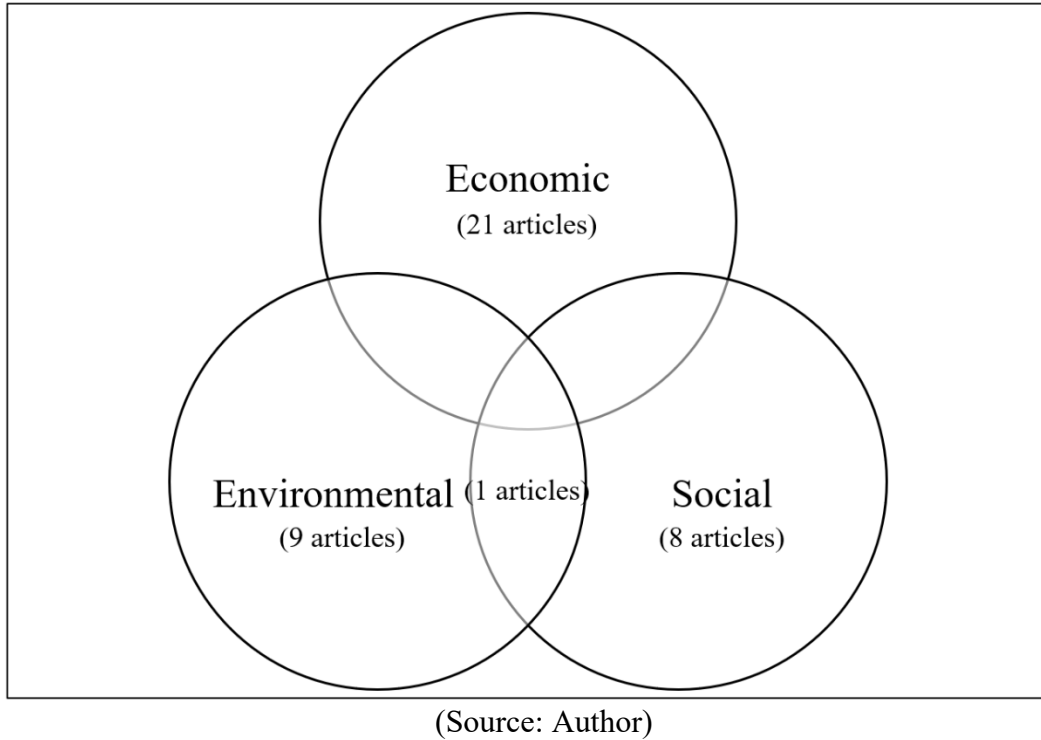 Economic
(21 articles)
Environmental
(9 articles)
(1 articles)
Social
(8 articles)
(Source: Author)